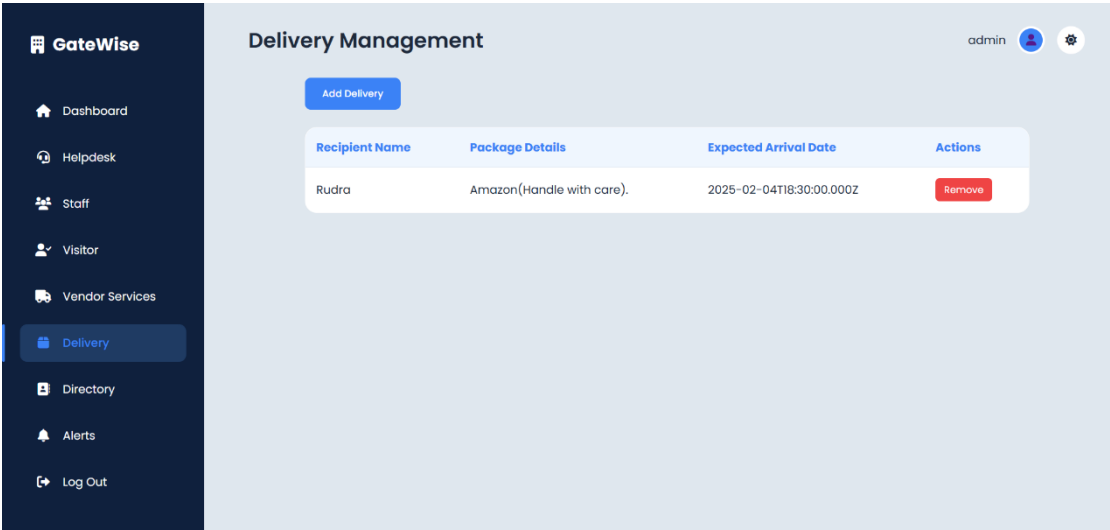 GateWise
Delivery Management
admin
Dashboard
Helpdesk
Staff
Visitor
Vendor Services
Delivery
Directory
Alerts
Log Out
Add Delivery
Recipient Name Package Details Expected Arrival Date Actions
Rudra Amazon(Handle with care). 2025-02-04T18:30:00.000Z Remove